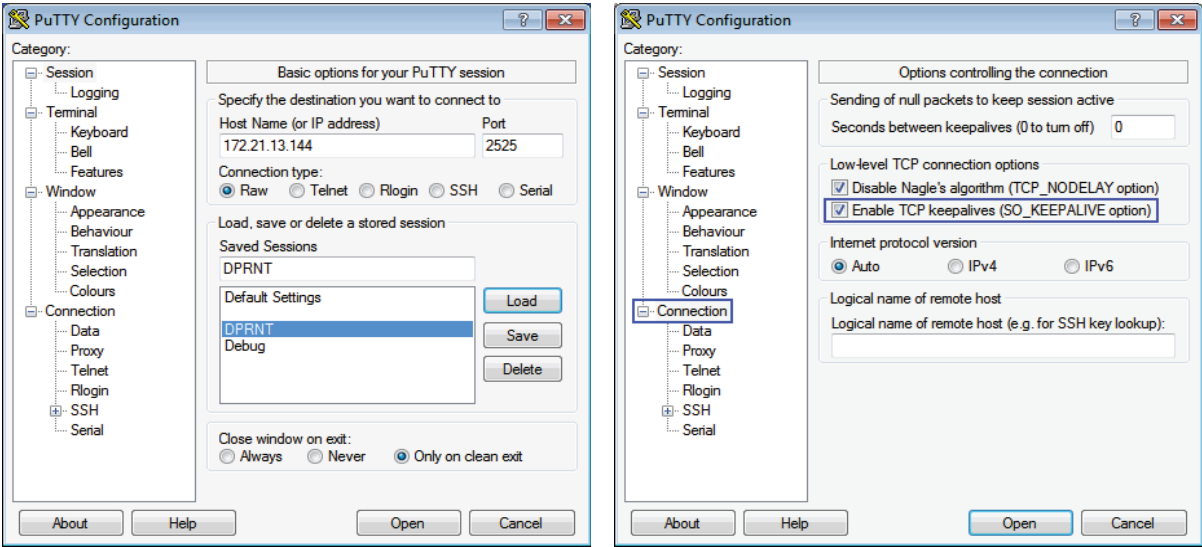 PuTTY Configuration
Category:
Session
Logging
Terminal
Keyboard
Bell
Features
Window
Appearance
Behaviour
Translation
Selection
Colours
Connection
Data
Proxy
Telnet
Rlogin
SSH
Serial
Basic options for your PuTTY session
Specify the destination you want to connect to
Host Name (or IP address) Port
172.21.13.144 2525
Connection type:
Raw Telnet Rlogin SSH Serial
Load, save or delete a stored session
Saved Sessions
DPRNT
Default Settings
DPRNT
Debug
Load
Save
Delete
Close window on exit:
Always Never Only on clean exit
About Help Open Cancel
PuTTY Configuration
Category:
Session
Logging
Terminal
Keyboard
Bell
Features
Window
Appearance
Behaviour
Translation
Selection
Colours
Connection
Data
Proxy
Telnet
Rlogin
SSH
Serial
Options controlling the connection
Sending of null packets to keep session active
Seconds between keepalives (0 to turn off) 0
Low-level TCP connection options
Disable Nagle's algorithm (TCP_NODELAY option)
Enable TCP keepalives (SO_KEEPALIVE option)
Internet protocol version
Auto IPv4 IPv6
Logical name of remote host
Logical name of remote host (e.g. for SSH key lookup):
About Help Open Cancel